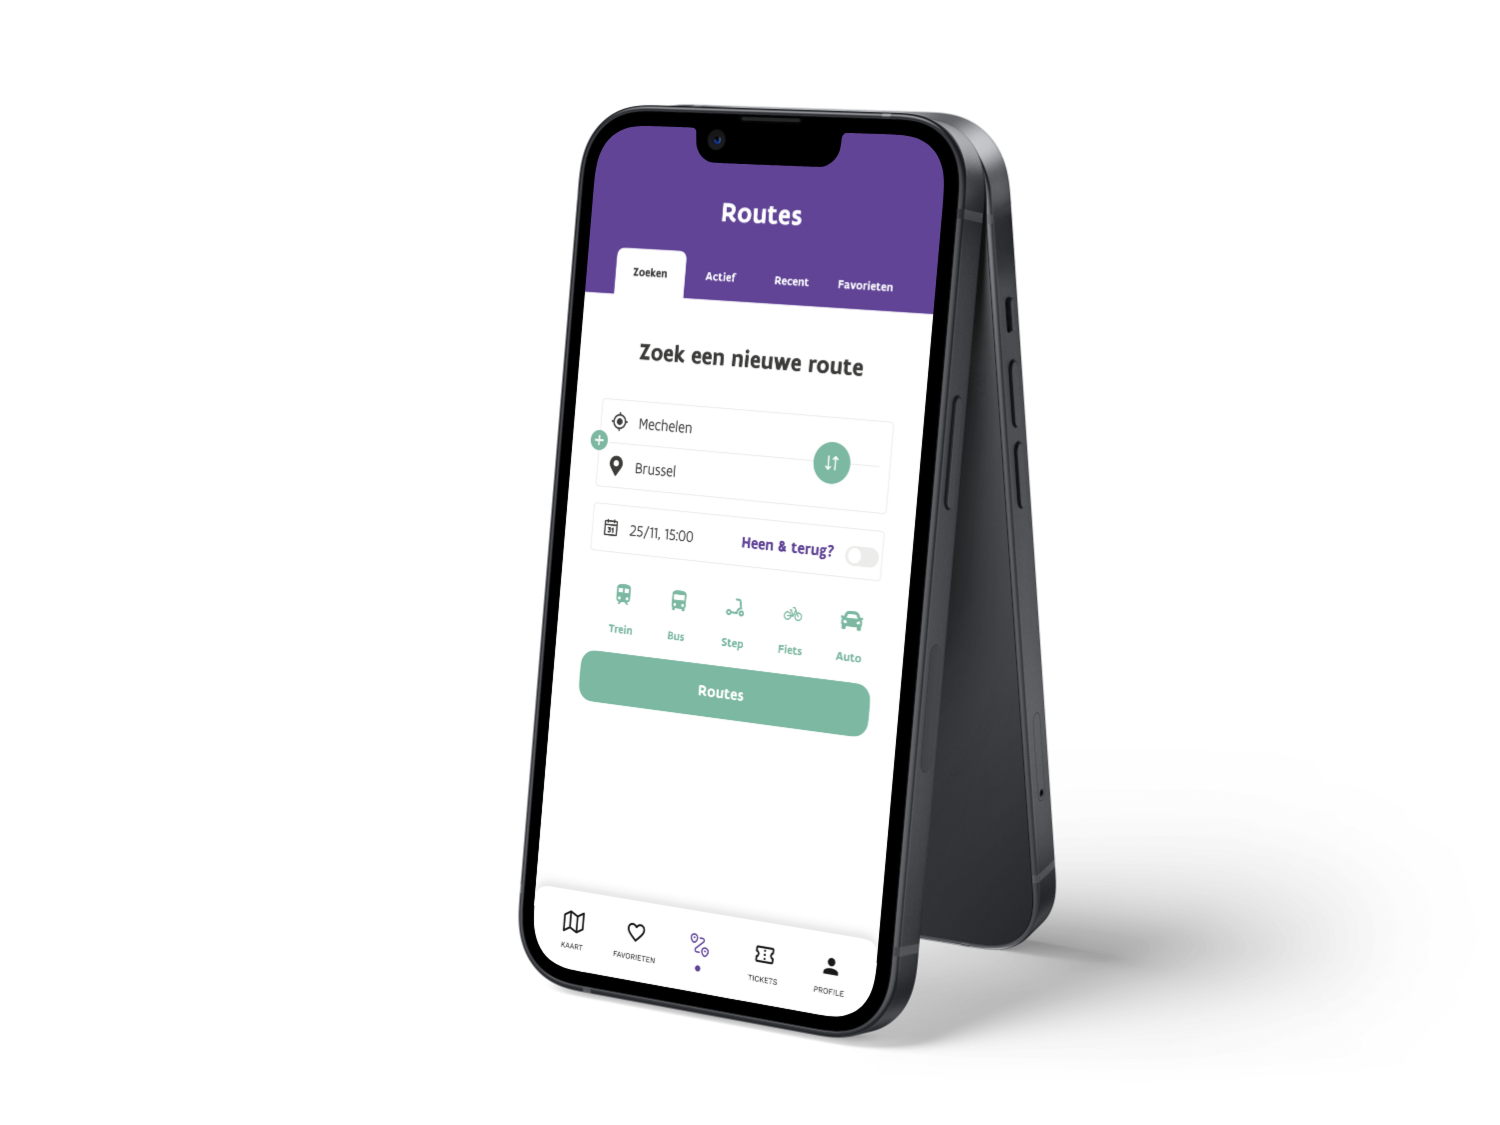 Routes
Zoeken Actief Recent Favorieten
Zoek een nieuwe route
Mechelen
Brussel
31 25/11, 15:00 Heen & terug?
Trein Bus Step Fiets Auto
Routes
KAART FAVORIETEN TICKETS PROFILE